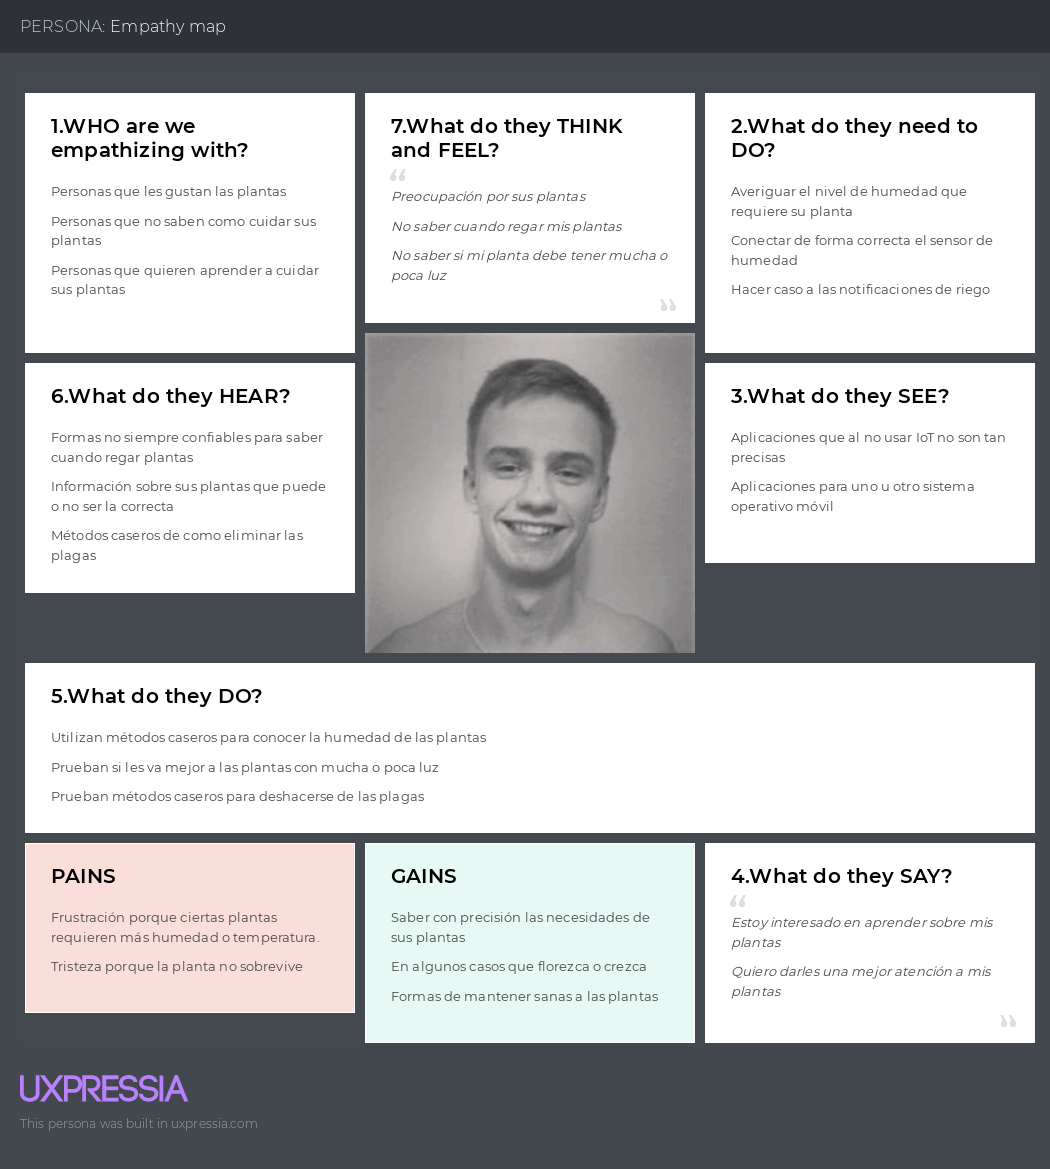 PERSONA: Empathy map
1.WHO are we
empathizing with?
Personas que les gustan las plantas
Personas que no saben como cuidar sus
plantas
Personas que quieren aprender a cuidar
sus plantas
7.What do they THINK
and FEEL?
“
Preocupación por sus plantas
No saber cuando regar mis plantas
No saber si mi planta debe tener mucha o
poca luz
”
2.What do they need to
DO?
Averiguar el nivel de humedad que
requiere su planta
Conectar de forma correcta el sensor de
humedad
Hacer caso a las notificaciones de riego
6.What do they HEAR?
Formas no siempre confiables para saber
cuando regar plantas
Información sobre sus plantas que puede
o no ser la correcta
Métodos caseros de como eliminar las
plagas
3.What do they SEE?
Aplicaciones que al no usar IoT no son tan
precisas
Aplicaciones para uno u otro sistema
operativo móvil
5.What do they DO?
Utilizan métodos caseros para conocer la humedad de las plantas
Prueban si les va mejor a las plantas con mucha o poca luz
Prueban métodos caseros para deshacerse de las plagas
PAINS
Frustración porque ciertas plantas
requieren más humedad o temperatura.
Tristeza porque la planta no sobrevive
GAINS
Saber con precisión las necesidades de
sus plantas
En algunos casos que florezca o crezca
Formas de mantener sanas a las plantas
4.What do they SAY?
“
Estoy interesado en aprender sobre mis
plantas
Quiero darles una mejor atención a mis
plantas
”
UXPRESSIA
This persona was built in uxpressia.com